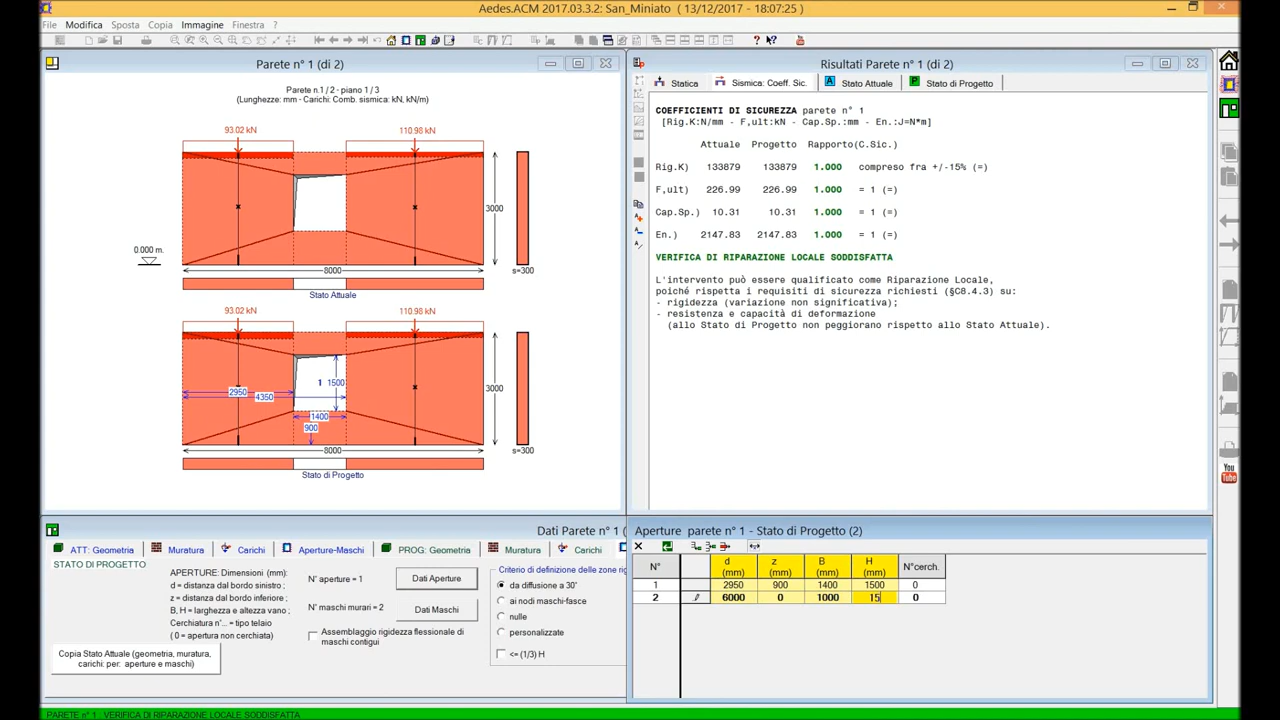 Aedes.ACM 2017.03.3.2: San_Miniato ( 13/12/2017 - 18:07:25 )
File Modifica Sposta Copia Immagine Finestra ?
Parete n° 1 (di 2)
Parete n.1 / 2 - piano 1 / 3
(Lunghezze: mm - Carichi: Comb. sismica: kN, kN/m)
93.02 kN 110.98 kN
3000
0.000 m.
8000 s=300
Stato Attuale
93.02 kN 110.98 kN
1 1500
2950 3000
4350
1400
900
8000 s=300
Stato di Progetto
Risultati Parete n° 1 (di 2)
Statica Sismica: Coeff. Sic. A Stato Attuale P Stato di Progetto
COEFFICIENTI DI SICUREZZA parete n° 1
[Rig.K:N/mm - F,ult:kN - Cap.Sp.:mm - En.:J=N*m]
Attuale Progetto Rapporto(C.Sic.)
Rig.K) 133879 133879 1.000 compreso fra +/-15% (=)
F,ult) 226.99 226.99 1.000 = 1 (=)
Cap.Sp.) 10.31 10.31 1.000 = 1 (=)
En.) 2147.83 2147.83 1.000 = 1 (=)
VERIFICA DI RIPARAZIONE LOCALE SODDISFATTA
L'intervento può essere qualificato come Riparazione Locale,
poiché rispetta i requisiti di sicurezza richiesti (§C8.4.3) su:
- rigidezza (variazione non significativa);
- resistenza e capacità di deformazione
(allo Stato di Progetto non peggiorano rispetto allo Stato Attuale).
You
Tube
Dati Parete n° 1 (
ATT: Geometria Muratura Carichi Aperture-Maschi PROG: Geometria Muratura Carichi
STATO DI PROGETTO
APERTURE: Dimensioni (mm):
d = distanza dal bordo sinistro ;
z = distanza dal bordo inferiore ;
B, H = larghezza e altezza vano ;
Cerchiatura n°... = tipo telaio
( 0 = apertura non cerchiata)
Copia Stato Attuale (geometria, muratura,
carichi: per: aperture e maschi)
N° aperture = 1 Dati Aperture
N° maschi murari = 2 Dati Maschi
Assemblaggio rigidezza flessionale di
maschi contigui
Criterio di definizione delle zone rig
da diffusione a 30°
ai nodi maschi-fasce
nulle
personalizzate
<= (1/3) H
Aperture parete n° 1 - Stato di Progetto (2)
N° d (mm) z (mm) B (mm) H (mm) N°cerch.
1 2950 900 1400 1500 0
2 6000 0 1000 15 0
PARETE n° 1 VERIFICA DI RIPARAZIONE LOCALE SODDISFATTA